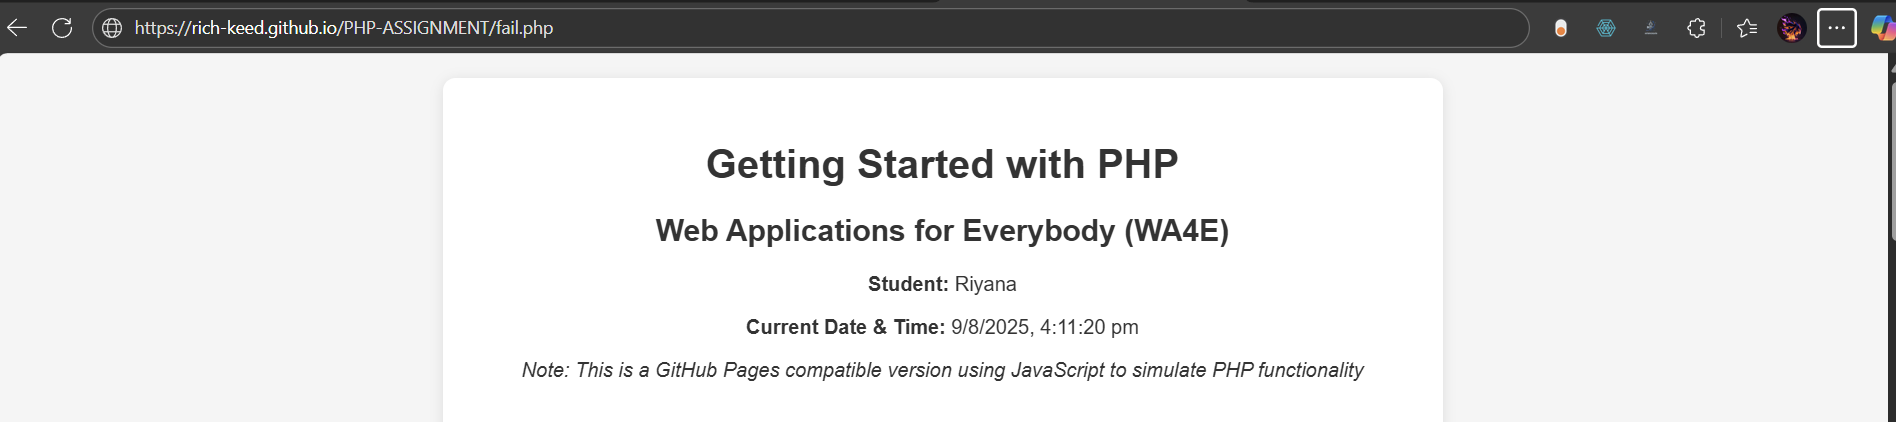 https://rich-keed.github.io/PHP-ASSIGNMENT/fail.php
Getting Started with PHP
Web Applications for Everybody (WA4E)
Student: Riyana
Current Date & Time: 9/8/2025, 4:11:20 pm
Note: This is a GitHub Pages compatible version using JavaScript to simulate PHP functionality